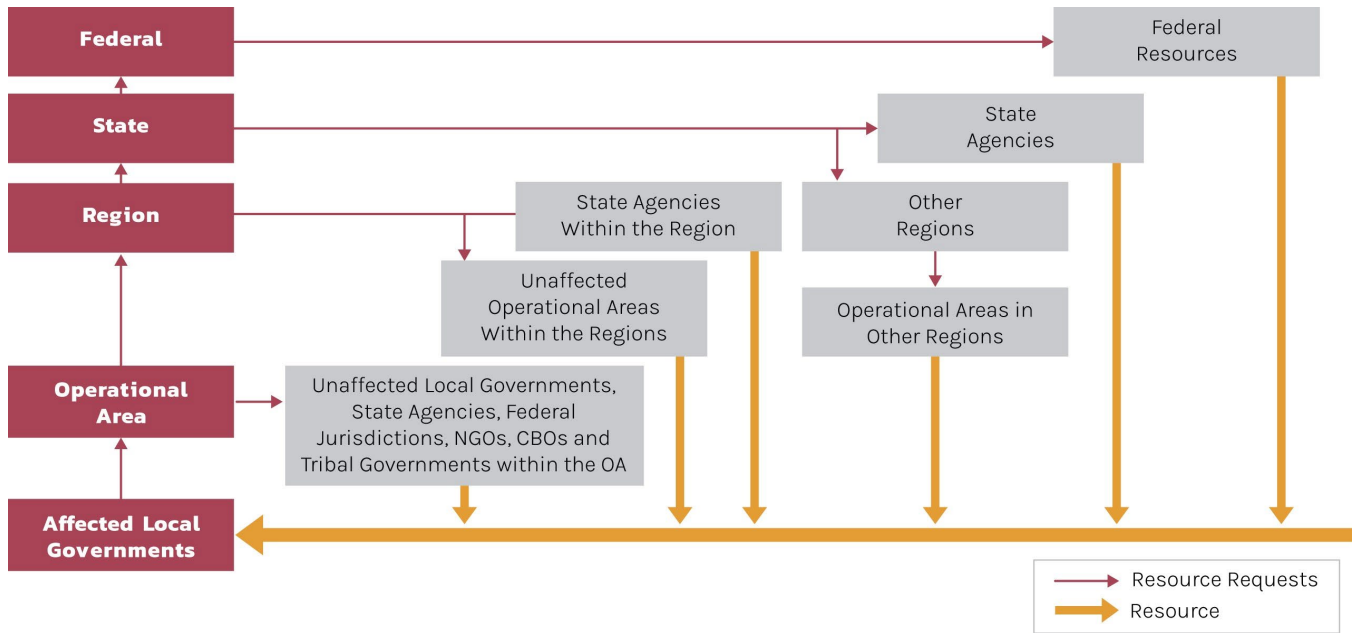 Federal
Federal
Resources
State
State
Agencies
Region
State Agencies
Within the Region
Other
Regions
Unaffected
Operational Areas
Within the Regions
Operational Areas in
Other Regions
Operational
Area
Unaffected Local Governments,
State Agencies, Federal
Jurisdictions, NGOs, CBOs and
Tribal Governments within the OA
Affected Local
Governments
Resource Requests
Resource